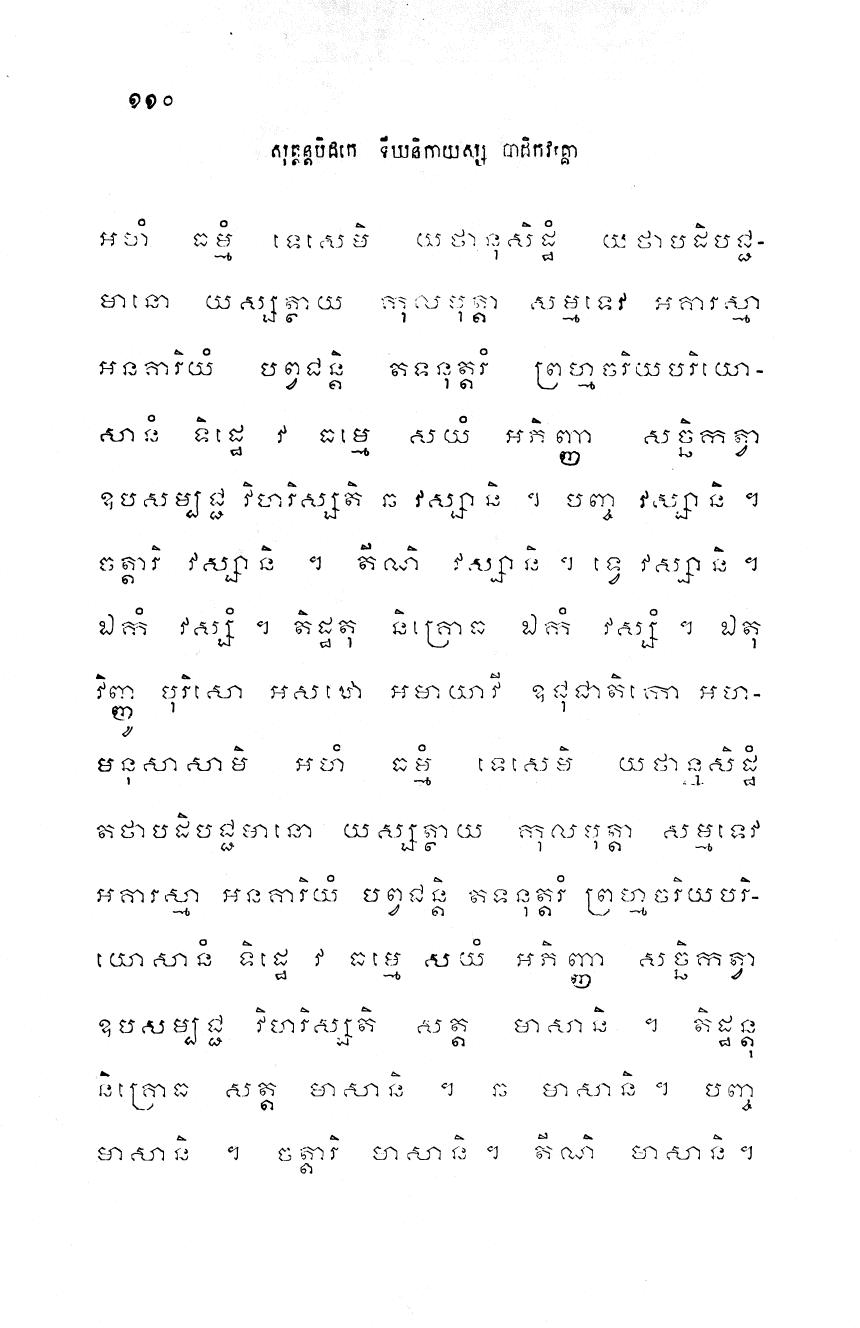 ១១០
សុត្តន្តបិដកេ ទីឃនិកាយស្ស បាដិកវគ្គោ
អហំ ធម្មំ ទេសេមិ យថានុសិដ្ឋំ យថាបដិបជ្ជ-
មានោ យស្សត្ថាយ កុលបុត្តា សម្មទេវ អគារស្មា
អនគារិយំ បព្វជន្តិ តទនុត្តរំ ព្រហ្មចរិយបរិយោ-
សានំ ទិដ្ឋេ វ ធម្មេ សយំ អភិញ្ញា សច្ឆិកត្វា
ឧបសម្បជ្ជ វិហរិស្សតិ ឆ វស្សានិ ។ បញ្ច វស្សានិ ។
ចត្តារិ វស្សានិ ។ តីណិ វស្សានិ ។ ទ្វេ វស្សានិ ។
ឯកំ វស្សំ ។ តិដ្ឋតុ និគ្រោធ ឯកំ វស្សំ ។ ឯតុ
វិញ្ញូ បុរិសោ អសឋោ អមាយាវី ឧជុជាតិកោ អហ-
មនុសាសាមិ អហំ ធម្មំ ទេសេមិ យថានុសិដ្ឋំ
តថាបដិបជ្ជមានោ យស្សត្ថាយ កុលបុត្តា សម្មទេវ
អគារស្មា អនគារិយំ បព្វជន្តិ តទនុត្តរំ ព្រហ្មចរិយបរិ-
យោសានំ ទិដ្ឋេ វ ធម្មេ សយំ អភិញ្ញា សច្ឆិកត្វា
ឧបសម្បជ្ជ វិហរិស្សតិ សត្ត មាសានិ ។ តិដ្ឋន្តុ
និគ្រោធ សត្ត មាសានិ ។ ឆ មាសានិ ។ បញ្ច
មាសានិ ។ ចត្តារិ មាសានិ ។ តីណិ មាសានិ ។